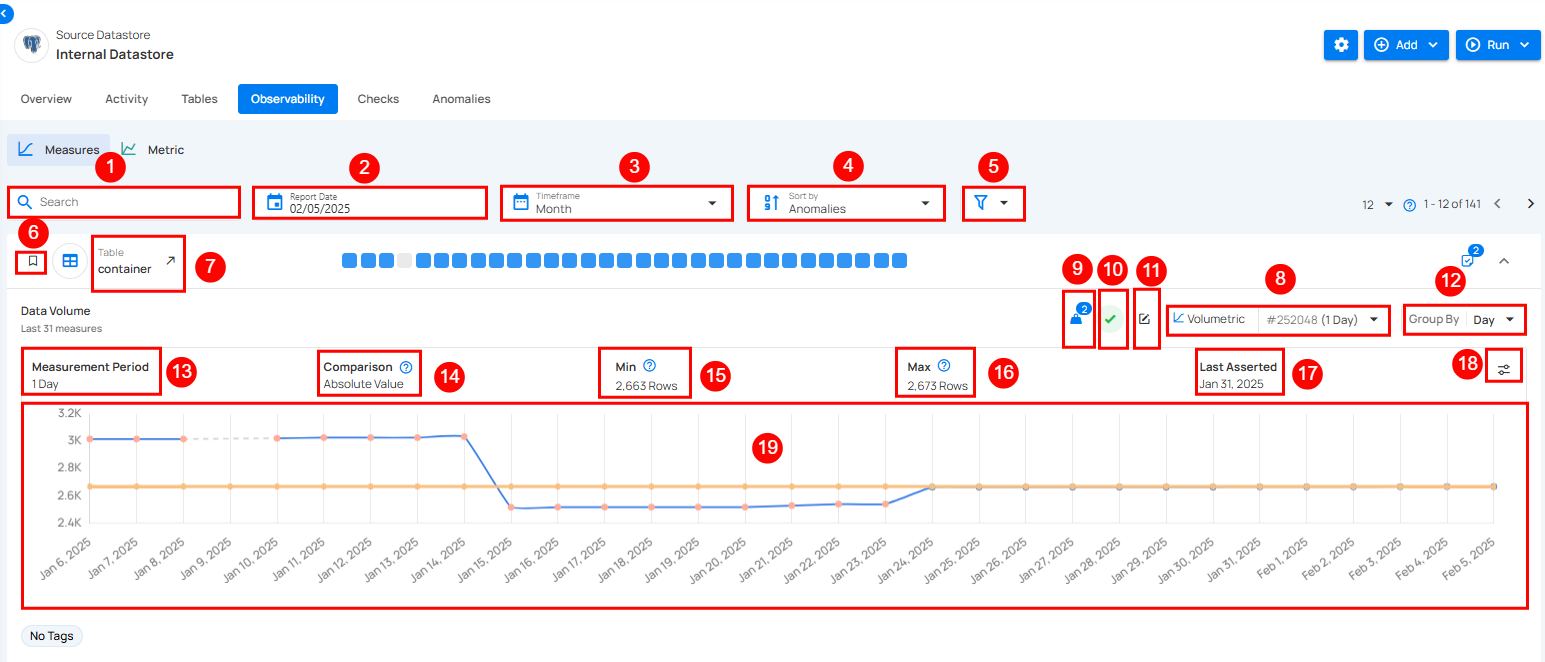 Source Datastore
Internal Datastore
Add
Run
Overview
Activity
Tables
Observability
Checks
Anomalies
Measures
Metric
1
2
3
4
5
Search
Report Date
02/05/2025
Timeframe
Month
Sort by
Anomalies
12
1 - 12 of 141
6
Table
container
7
2
9
10
11
8
12
Data Volume
Last 31 measures
2
Volumetric
#252048 (1 Day)
Group By
Day
Measurement Period
1 Day
13
Comparison
Absolute Value
14
Min
2,663 Rows
15
Max
2,673 Rows
16
Last Asserted
Jan 31, 2025
17
18
3.2K
3K
2.8K
2.6K
2.4K
19
Jan 6, 2025
Jan 7, 2025
Jan 8, 2025
Jan 9, 2025
Jan 10, 2025
Jan 11, 2025
Jan 12, 2025
Jan 13, 2025
Jan 14, 2025
Jan 15, 2025
Jan 16, 2025
Jan 17, 2025
Jan 18, 2025
Jan 19, 2025
Jan 20, 2025
Jan 21, 2025
Jan 22, 2025
Jan 23, 2025
Jan 24, 2025
Jan 25, 2025
Jan 26, 2025
Jan 27, 2025
Jan 28, 2025
Jan 29, 2025
Jan 30, 2025
Jan 31, 2025
Feb 1, 2025
Feb 2, 2025
Feb 3, 2025
Feb 4, 2025
Feb 5, 2025
No Tags